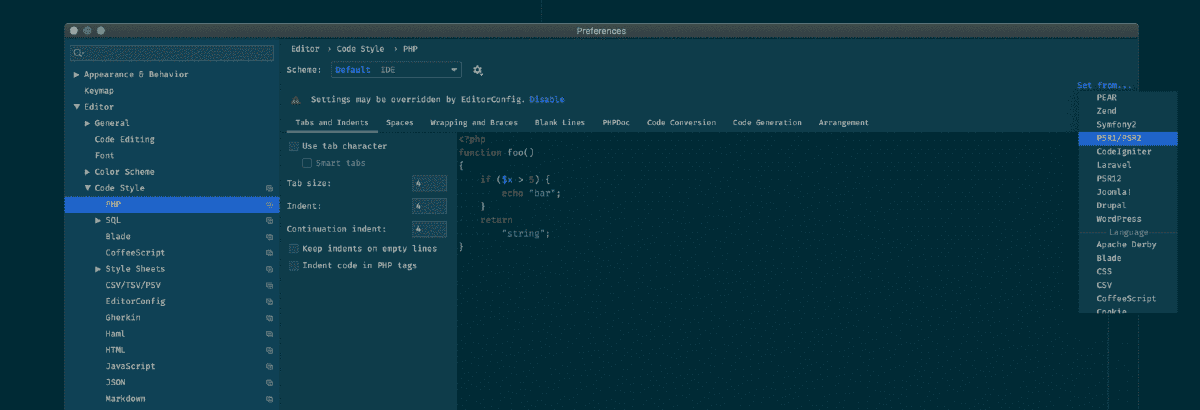 Preferences
Appearance & Behavior
Keymap
Editor
General
Code Editing
Font
Color Scheme
Code Style
PHP
SQL
Blade
CoffeeScript
Style Sheets
CSV/TSV/PSV
EditorConfig
Gherkin
Haml
HTML
JavaScript
JSON
Markdown
Editor › Code Style › PHP
Scheme: Default IDE
Settings may be overridden by EditorConfig. Disable
Set from...
Tabs and Indents Spaces Wrapping and Braces Blank Lines PHPDoc Code Conversion Code Generation Arrangement
Use tab character
Smart tabs
Tab size: 4
Indent: 4
Continuation indent: 4
Keep indents on empty lines
Indent code in PHP tags
<?php
function foo()
{
if ($x > 5) {
echo "bar";
}
return
"string";
}
PEAR
Zend
Symfony2
PSR1/PSR2
CodeIgniter
Laravel
PSR12
Joomla!
Drupal
WordPress
Language
Apache Derby
Blade
CSS
CSV
CoffeeScript
Cookie